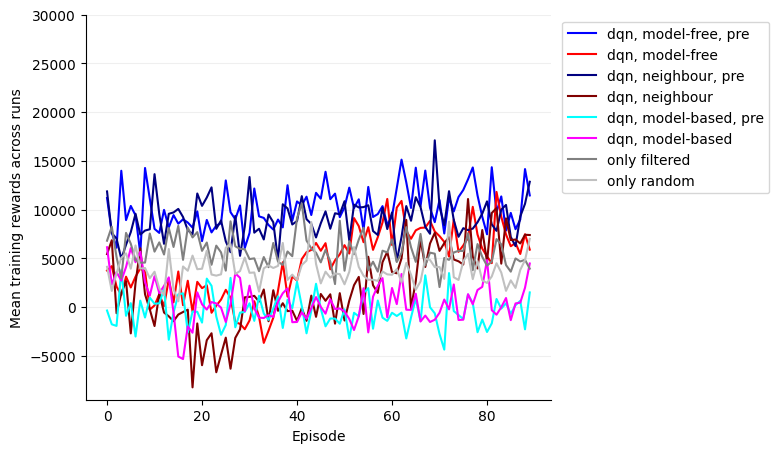 30000
25000
20000
15000
10000
5000
0
−5000
Mean training rewards across runs
0 20 40 60 80
Episode
dqn, model-free, pre
dqn, model-free
dqn, neighbour, pre
dqn, neighbour
dqn, model-based, pre
dqn, model-based
only filtered
only random